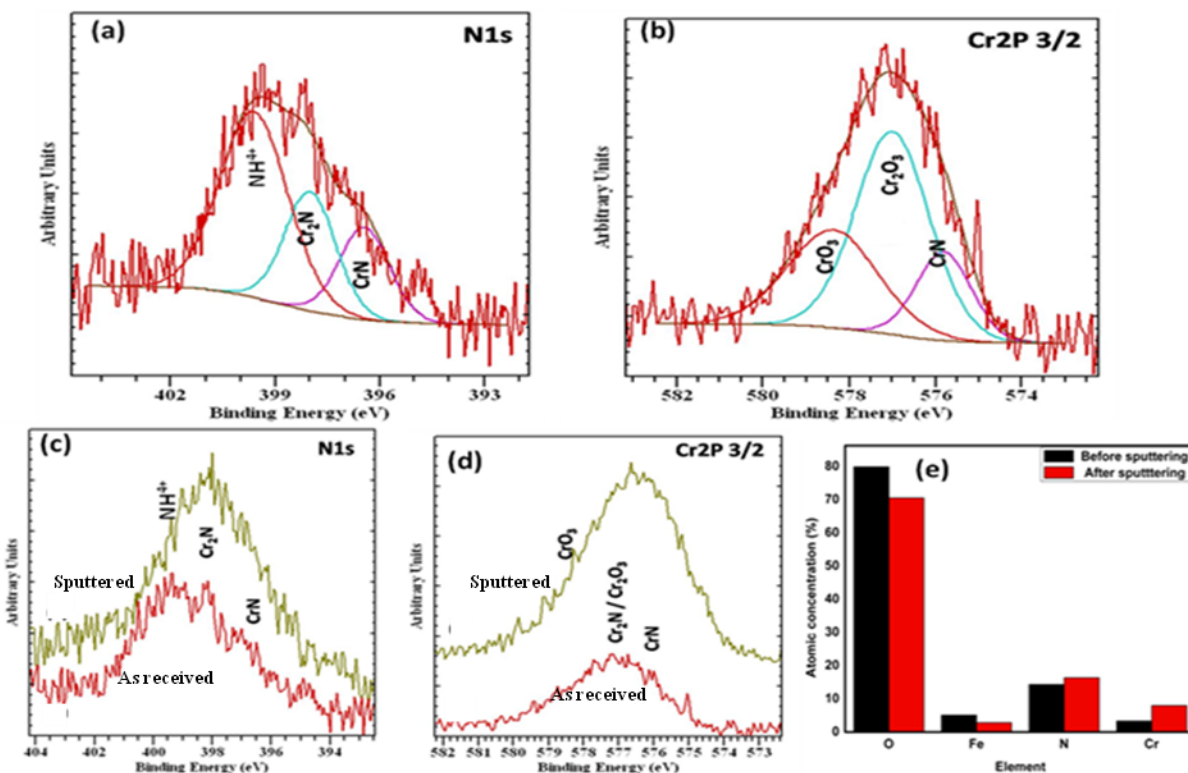 (a)
N1s
Arbitrary Units
NH⁴⁺
Cr₂N
CrN
402
399
396
393
Binding Energy (eV)
(b)
Cr2P 3/2
Arbitrary Units
CrO₃
Cr₂O₃
CrN
582
580
578
576
574
Binding Energy (eV)
(c)
N1s
Arbitrary Units
NH⁴⁺
Cr₂N
CrN
Sputtered
As received
404
402
400
398
396
394
Binding Energy (eV)
(d)
Cr2P 3/2
Arbitrary Units
CrO₃
Cr₂N / Cr₂O₃
CrN
Sputtered
As received
582
581
580
579
578
577
576
575
574
573
Binding Energy (eV)
(e)
Before sputtering
After sputttering
Atomic concentration (%)
80
70
60
50
40
30
20
10
0
O
Fe
N
Cr
Element